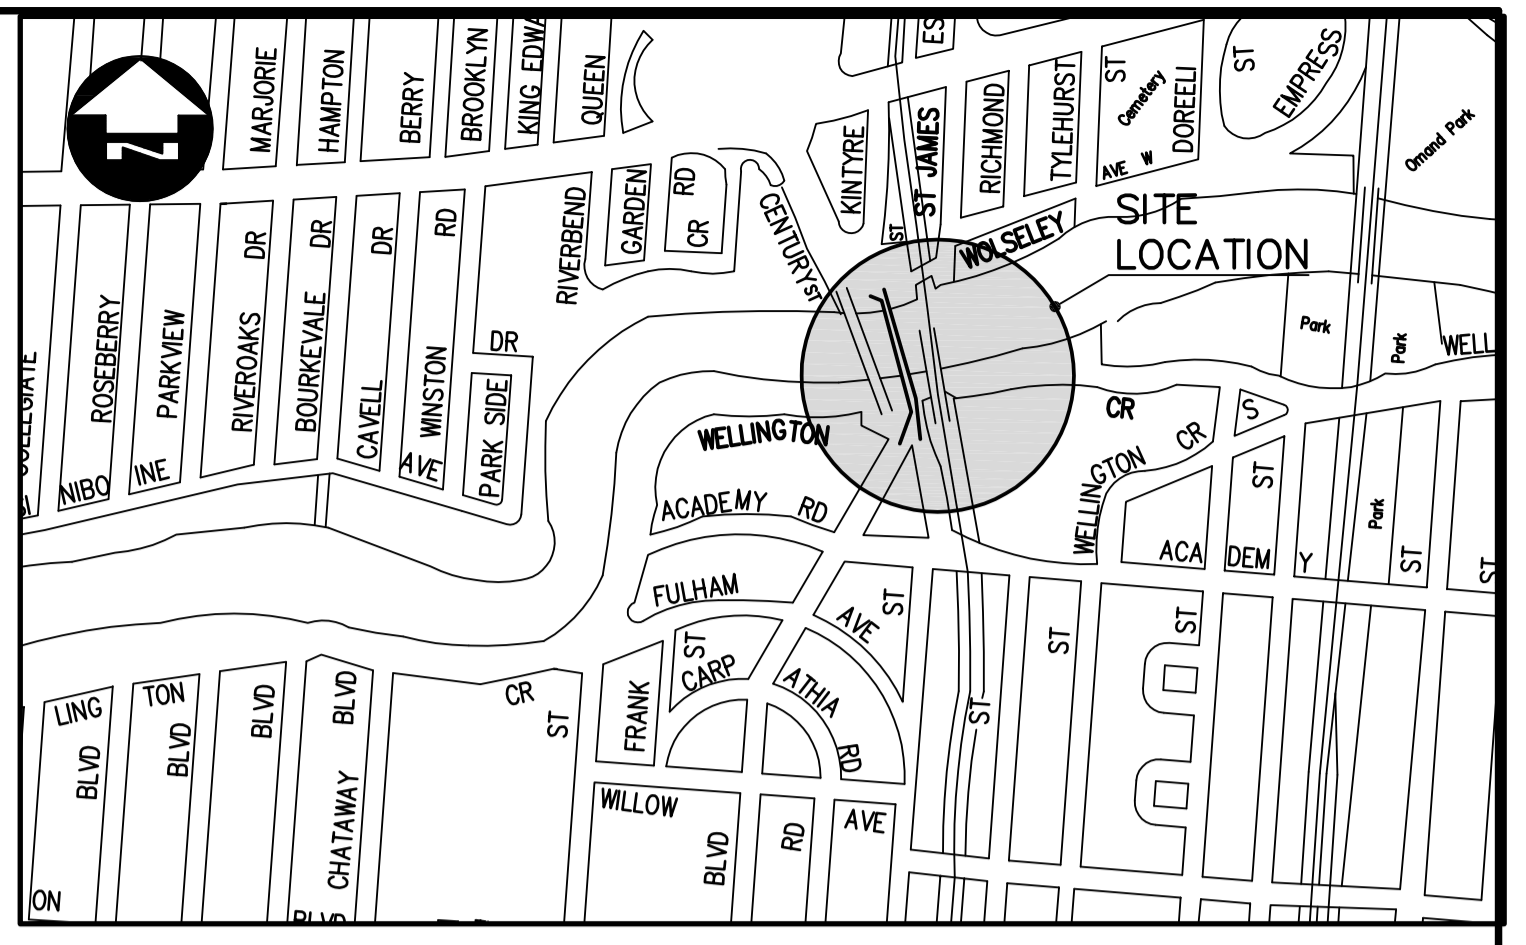 MARJORIE
HAMPTON
BERRY
BROOKLYN
KING EDWA
QUEEN
ES
ST
Cemetery
DOREELI
ST
EMPRESS
Omand Park
N
KINTYRE
ST JAMES
ST
RICHMOND
TYLEHURST
AVE W
SITE
LOCATION
WOLSELEY
CENTURY ST
RIVERBEND
GARDEN
RD
CR
ROSEBERRY
PARKVIEW
RIVEROAKS
DR
BOURKEVALE
DR
CAVELL
DR
WINSTON
RD
AVE
DR
PARK SIDE
NIBO
INE
Park
Park
WELL
WELLINGTON
CR
S
ACADEMY
RD
WELLINGTON
CR
ST
Park
ACA
DEM
Y
ST
ST
FULHAM
AVE
ST
ST
ST
ST
CARP
ATHIA
RD
FRANK
ST
LING
TON
BLVD
BLVD
BLVD
BLVD
CHATAWAY
CR
ST
WILLOW
AVE
BLVD
RD
ON
BLVD